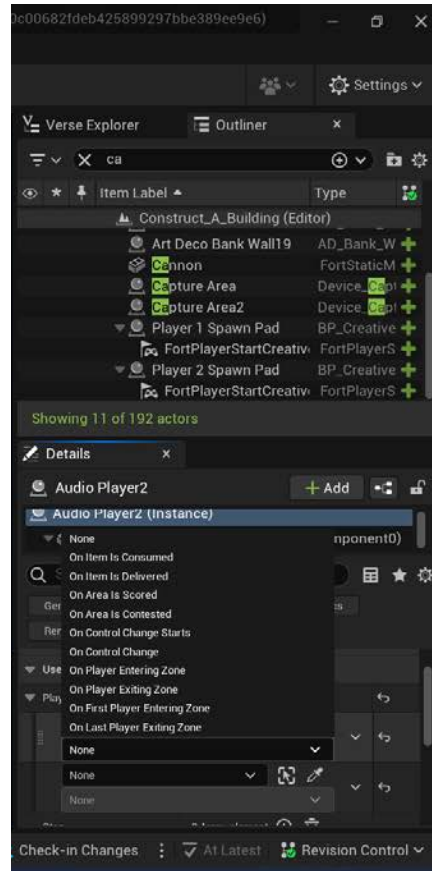 0c00682fdeb425899297bbe389ee9e6)
Settings
Verse Explorer
Outliner
ca
Item Label
Type
Construct_A_Building (Editor)
Art Deco Bank Wall19 AD_Bank_W
Cannon FortStaticM
Capture Area Device_Capt
Capture Area2 Device_Capt
Player 1 Spawn Pad BP_Creative
FortPlayerStartCreativ FortPlayerS
Player 2 Spawn Pad BP_Creative
FortPlayerStartCreativ FortPlayerS
Showing 11 of 192 actors
Details
Audio Player2
Add
Audio Player2 (Instance)
None
nponent0)
On Item Is Consumed
On Item Is Delivered
On Area Is Scored
Ger
On Area Is Contested
On Control Change Starts
On Control Change
Use
On Player Entering Zone
On Player Exiting Zone
Play
On First Player Entering Zone
On Last Player Exiting Zone
None
None
None
Check-in Changes
At Latest
Revision Control